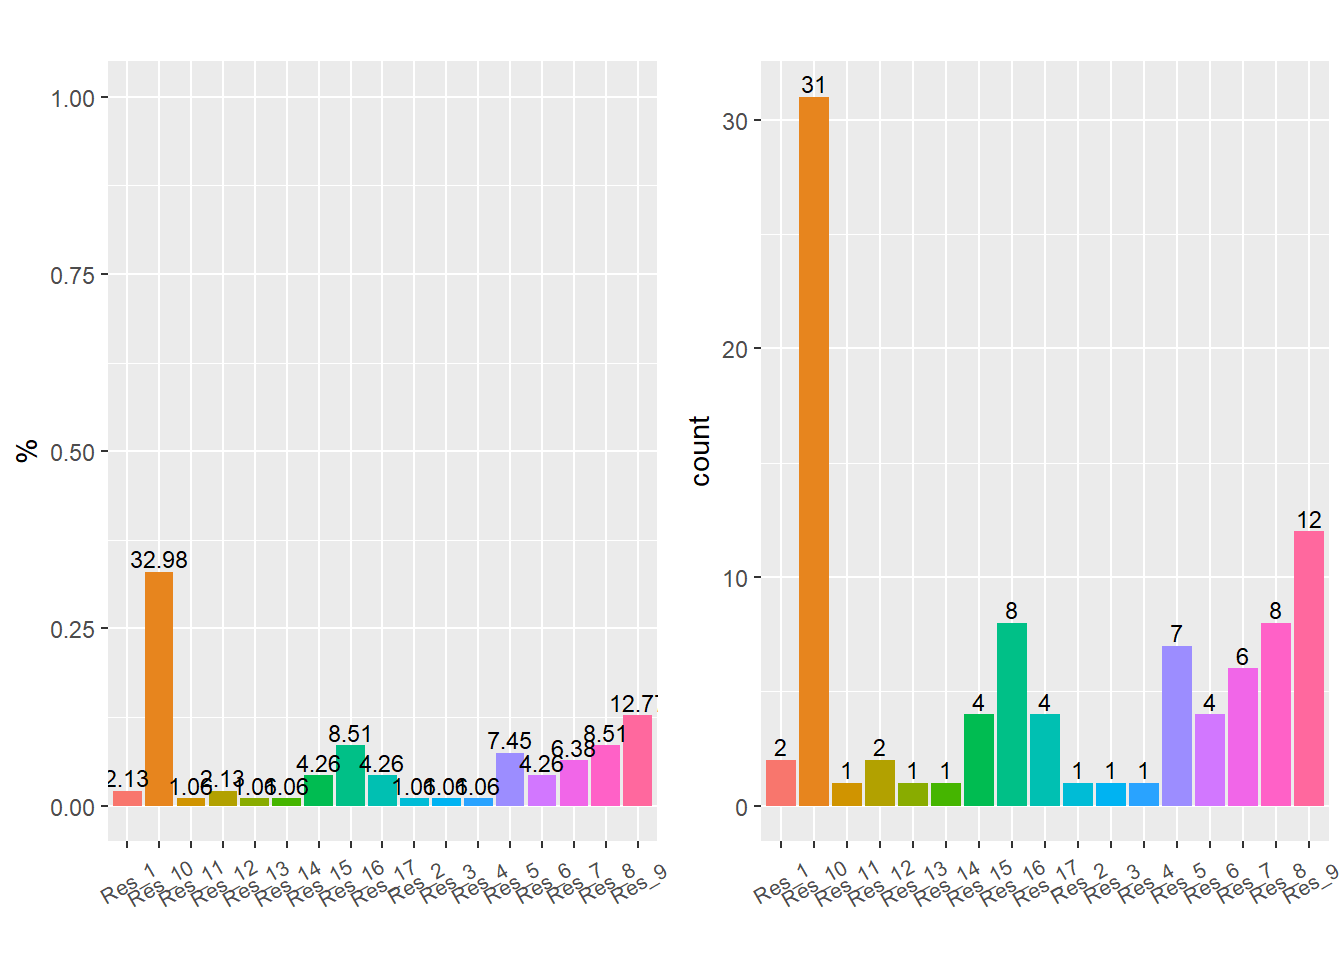 %
1.00
0.75
0.50
0.25
0.00
2.13
32.98
1.06
2.13
1.06
1.06
4.26
8.51
4.26
1.06
1.06
1.06
7.45
4.26
6.38
8.51
12.77
Res_1
Res_10
Res_11
Res_12
Res_13
Res_14
Res_15
Res_16
Res_17
Res_2
Res_3
Res_4
Res_5
Res_6
Res_7
Res_8
Res_9
count
30
20
10
0
2
31
1
2
1
1
4
8
4
1
1
1
7
4
6
8
12
Res_1
Res_10
Res_11
Res_12
Res_13
Res_14
Res_15
Res_16
Res_17
Res_2
Res_3
Res_4
Res_5
Res_6
Res_7
Res_8
Res_9